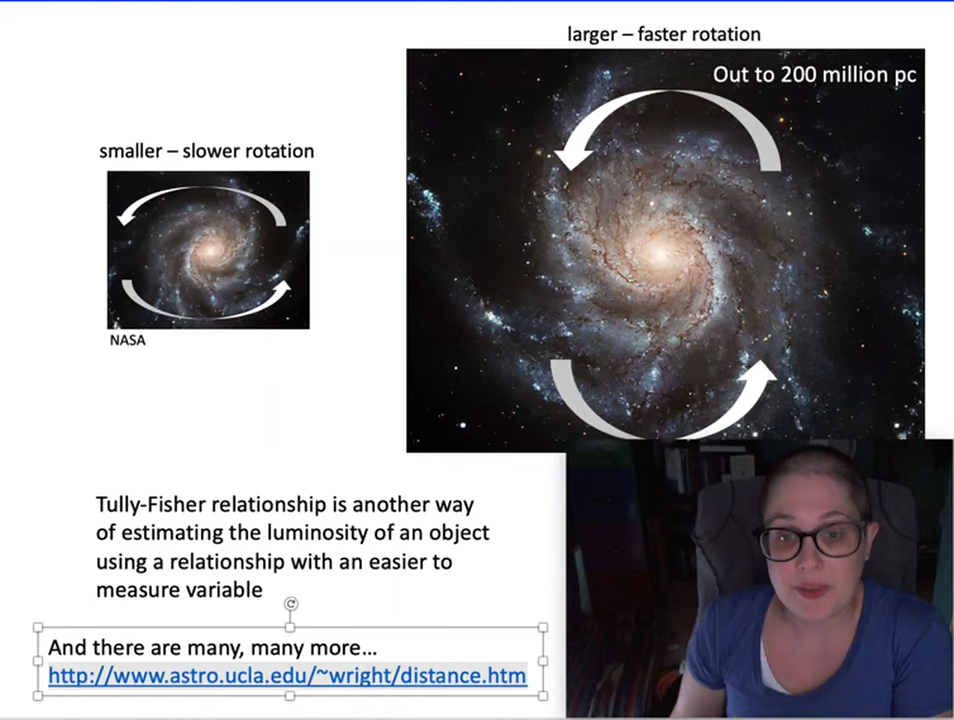 larger – faster rotation
Out to 200 million pc
smaller – slower rotation
NASA
Tully-Fisher relationship is another way
of estimating the luminosity of an object
using a relationship with an easier to
measure variable
And there are many, many more...
http://www.astro.ucla.edu/~wright/distance.htm